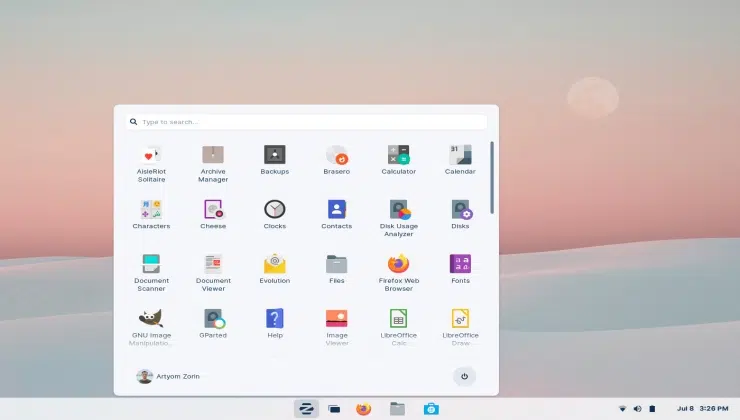 Type to search...
AisleRiot
Solitaire
Archive
Manager
Backups
Brasero
Calculator
31
Calendar
Characters
Cheese
Clocks
Contacts
Disk Usage
Analyzer
Disks
Document
Scanner
Document
Viewer
Evolution
Files
Firefox Web
Browser
Fonts
GNU Image
Manipulatio...
GParted
Help
Image
Viewer
LibreOffice
Calc
LibreOffice
Draw
Artyom Zorin
Jul 8 3:26 PM